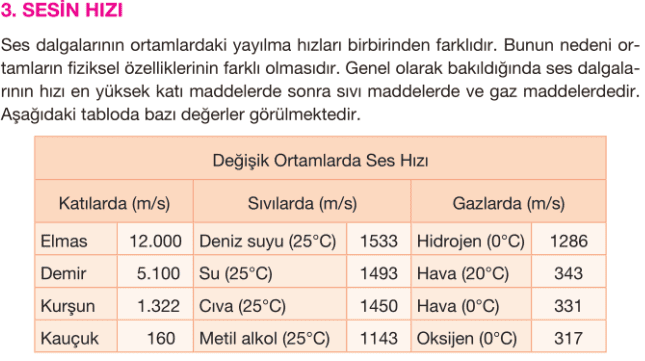 3. SESİN HIZI
Ses dalgalarının ortamlardaki yayılma hızları birbirinden farklıdır. Bunun nedeni or-
tamların fiziksel özelliklerinin farklı olmasıdır. Genel olarak bakıldığında ses dalgala-
rının hızı en yüksek katı maddelerde sonra sıvı maddelerde ve gaz maddelerdedir.
Aşağıdaki tabloda bazı değerler görülmektedir.
Değişik Ortamlarda Ses Hızı
Katılarda (m/s) Sıvılarda (m/s) Gazlarda (m/s)
Elmas 12.000 Deniz suyu (25°C) 1533 Hidrojen (0°C) 1286
Demir 5.100 Su (25°C) 1493 Hava (20°C) 343
Kurşun 1.322 Cıva (25°C) 1450 Hava (0°C) 331
Kauçuk 160 Metil alkol (25°C) 1143 Oksijen (0°C) 317